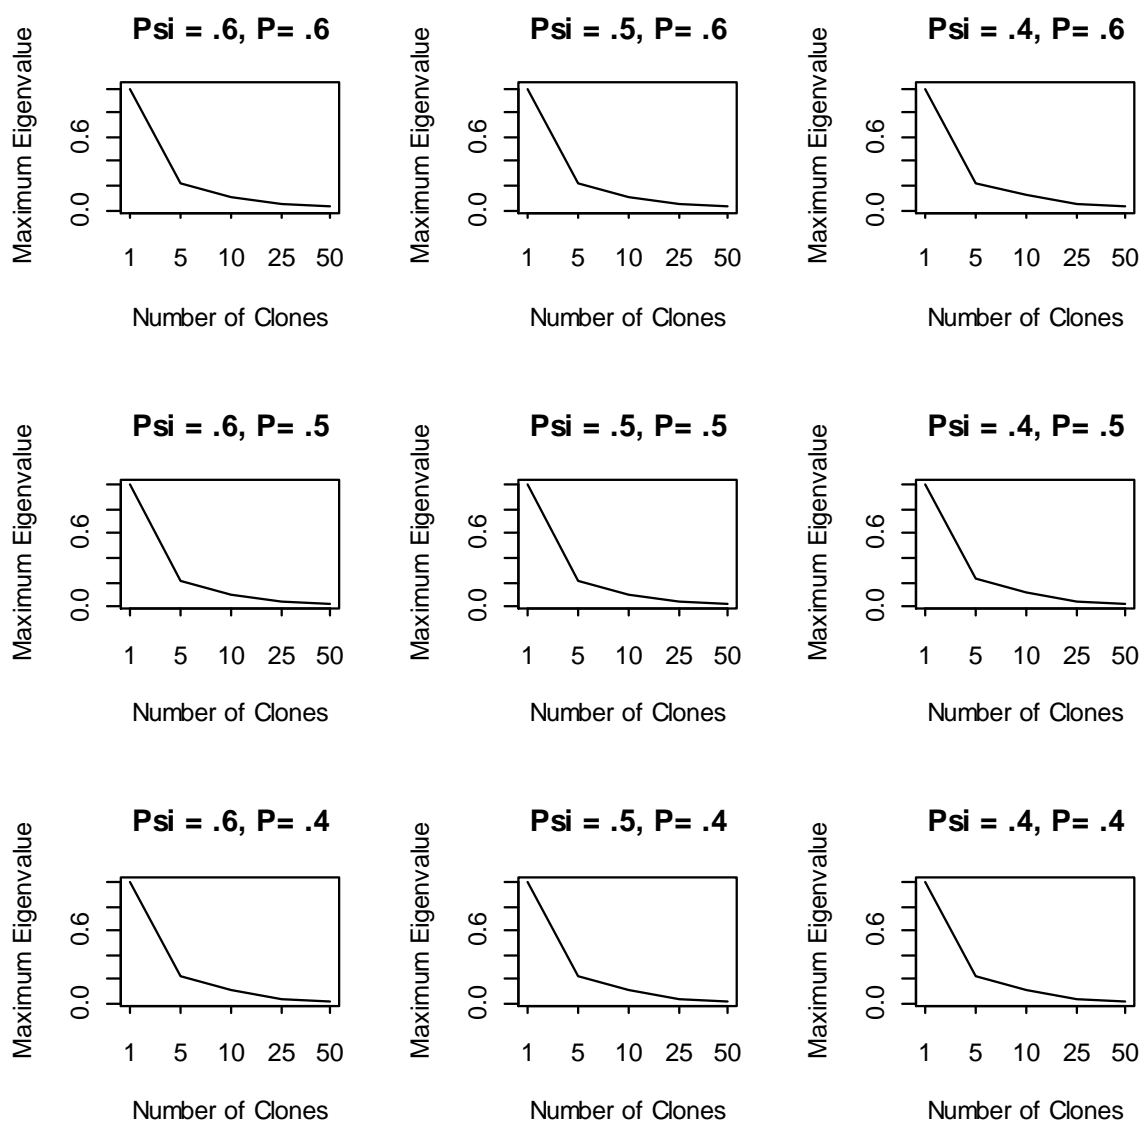 Psi = .6, P= .6
Maximum Eigenvalue
0.6
0.0
1 5 10 25 50
Number of Clones
Psi = .5, P= .6
Maximum Eigenvalue
0.6
0.0
1 5 10 25 50
Number of Clones
Psi = .4, P= .6
Maximum Eigenvalue
0.6
0.0
1 5 10 25 50
Number of Clones
Psi = .6, P= .5
Maximum Eigenvalue
0.6
0.0
1 5 10 25 50
Number of Clones
Psi = .5, P= .5
Maximum Eigenvalue
0.6
0.0
1 5 10 25 50
Number of Clones
Psi = .4, P= .5
Maximum Eigenvalue
0.6
0.0
1 5 10 25 50
Number of Clones
Psi = .6, P= .4
Maximum Eigenvalue
0.6
0.0
1 5 10 25 50
Number of Clones
Psi = .5, P= .4
Maximum Eigenvalue
0.6
0.0
1 5 10 25 50
Number of Clones
Psi = .4, P= .4
Maximum Eigenvalue
0.6
0.0
1 5 10 25 50
Number of Clones